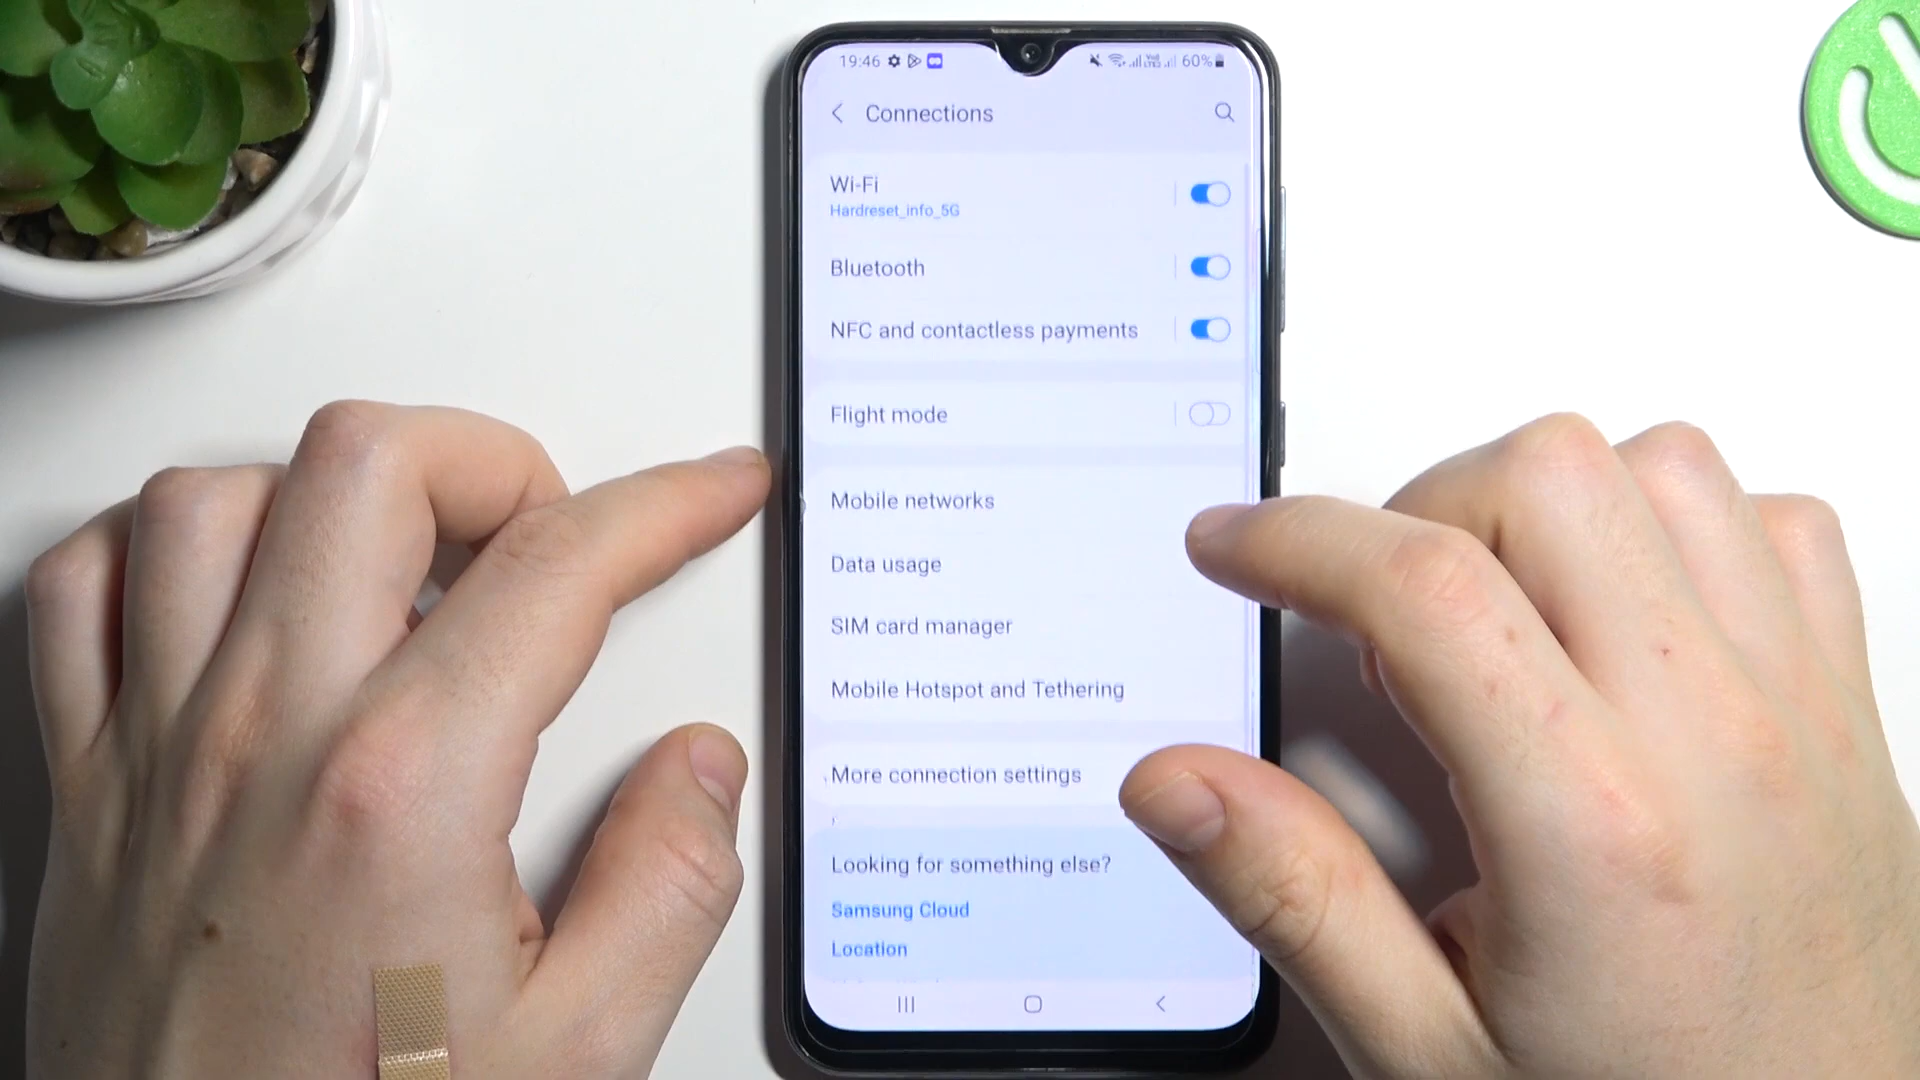 19:46 60%
Connections
Wi-Fi
Hardreset_info_5G
Bluetooth
NFC and contactless payments
Flight mode
Mobile networks
Data usage
SIM card manager
Mobile Hotspot and Tethering
More connection settings
Looking for something else?
Samsung Cloud
Location